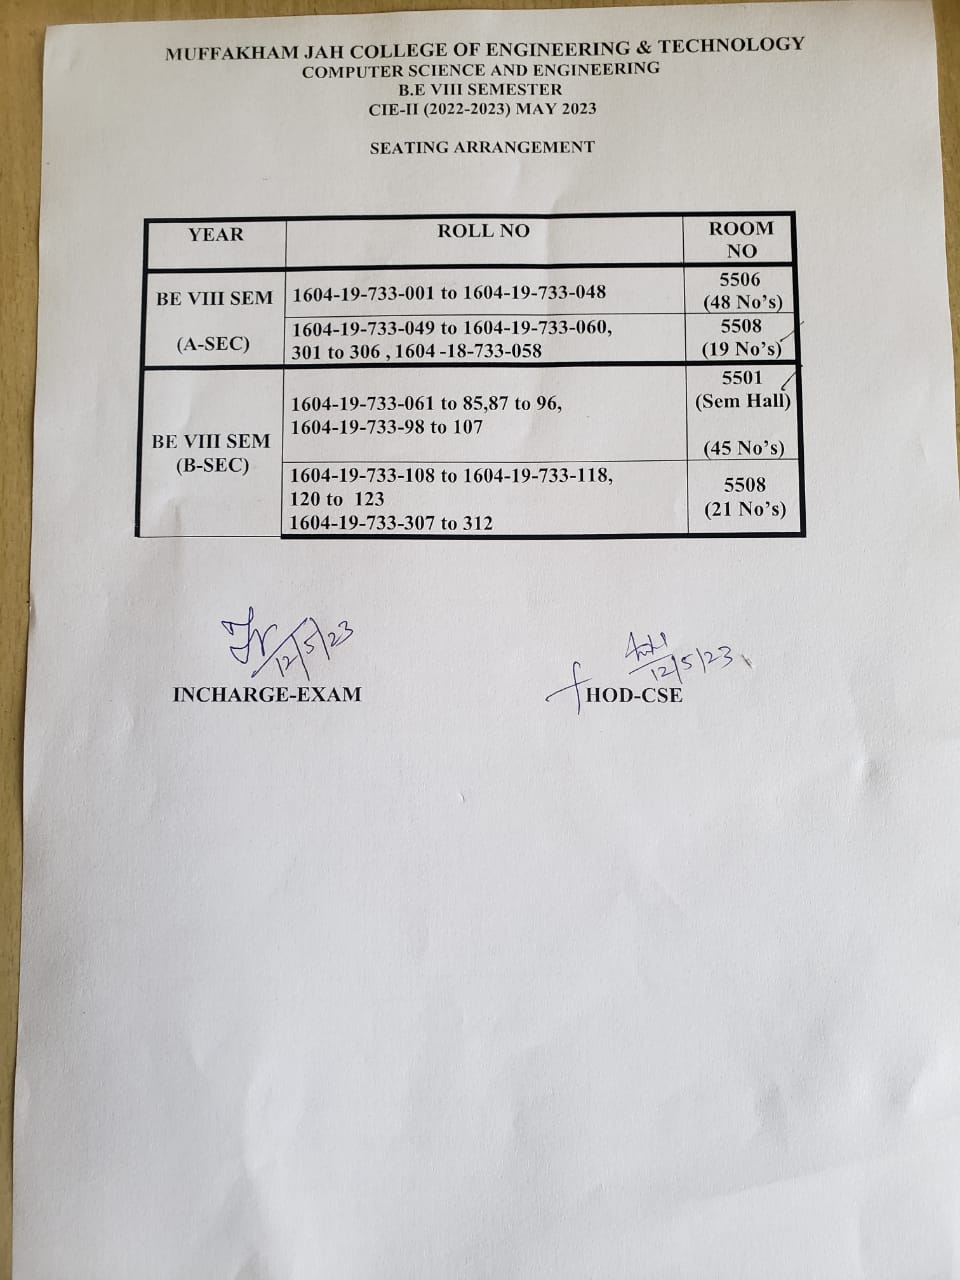 MUFFAKHAM JAH COLLEGE OF ENGINEERING & TECHNOLOGY
COMPUTER SCIENCE AND ENGINEERING
B.E VIII SEMESTER
CIE-II (2022-2023) MAY 2023
SEATING ARRANGEMENT
YEAR ROLL NO ROOM NO
BE VIII SEM
(A-SEC)
1604-19-733-001 to 1604-19-733-048
5506
(48 No's)
1604-19-733-049 to 1604-19-733-060,
301 to 306 , 1604 -18-733-058
5508
(19 No's)
BE VIII SEM
(B-SEC)
1604-19-733-061 to 85,87 to 96,
1604-19-733-98 to 107
5501
(Sem Hall)
(45 No's)
1604-19-733-108 to 1604-19-733-118,
120 to 123
1604-19-733-307 to 312
5508
(21 No's)
12/5/23
INCHARGE-EXAM
12/5/23
HOD-CSE